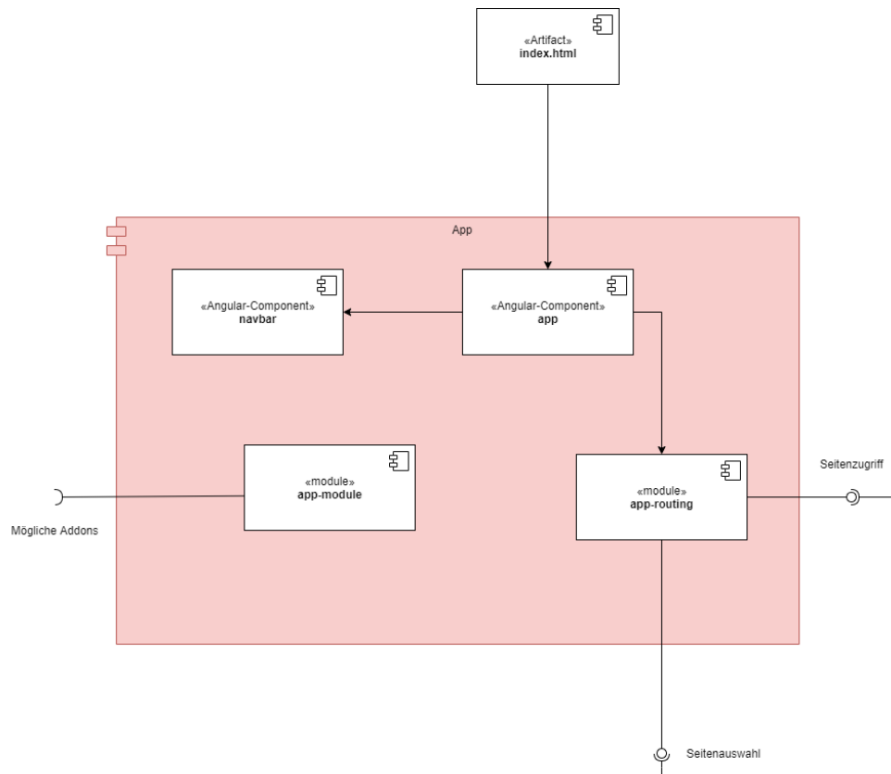 «Artifact»
index.html
App
«Angular-Component»
navbar
«Angular-Component»
app
«module»
app-module
«module»
app-routing
Seitenzugriff
Mögliche Addons
Seitenauswahl